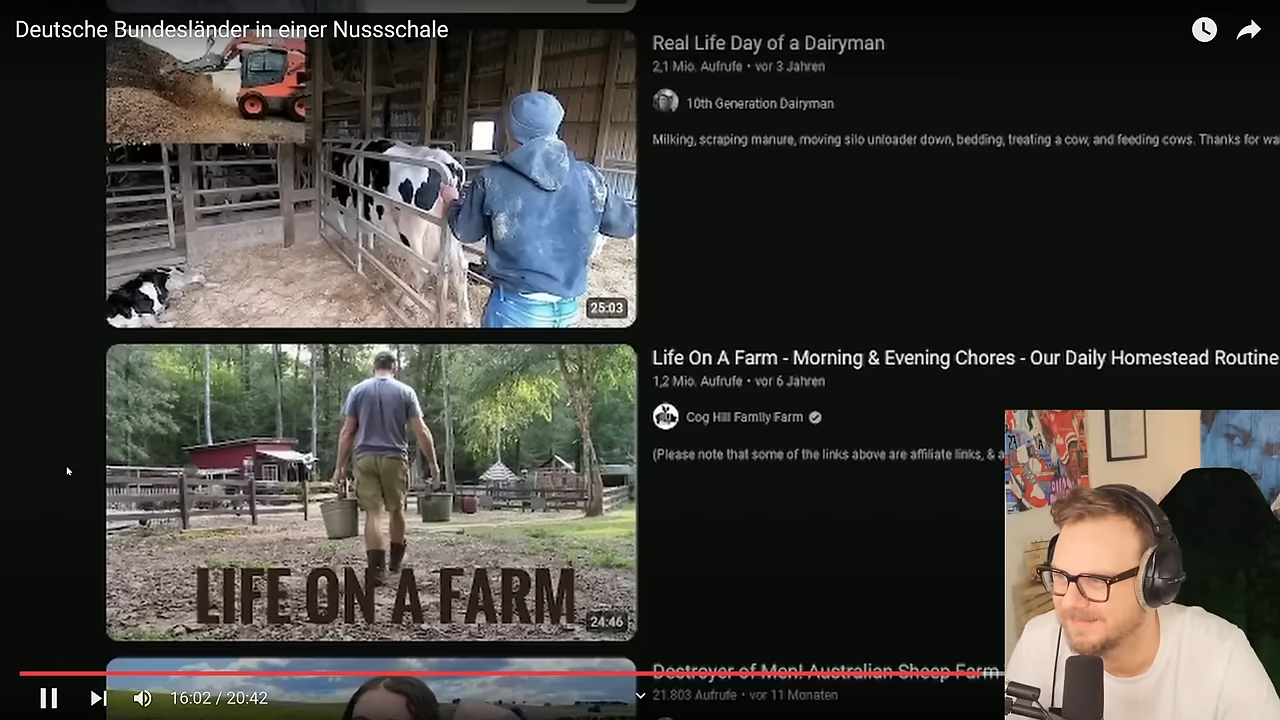 Deutsche Bundesländer in einer Nussschale
Real Life Day of a Dairyman
2,1 Mio. Aufrufe • vor 3 Jahren
10th Generation Dairyman
Milking, scraping manure, moving silo unloader down, bedding, treating a cow, and feeding cows. Thanks for wa
25:03
Life On A Farm - Morning & Evening Chores - Our Daily Homestead Routine
1,2 Mio. Aufrufe • vor 6 Jahren
Cog Hill Family Farm
(Please note that some of the links above are affiliate links, & a
LIFE ON A FARM
24:46
Destroyer of Men! Australian Sheep Farm
21.803 Aufrufe • vor 11 Monaten
16:02 / 20:42